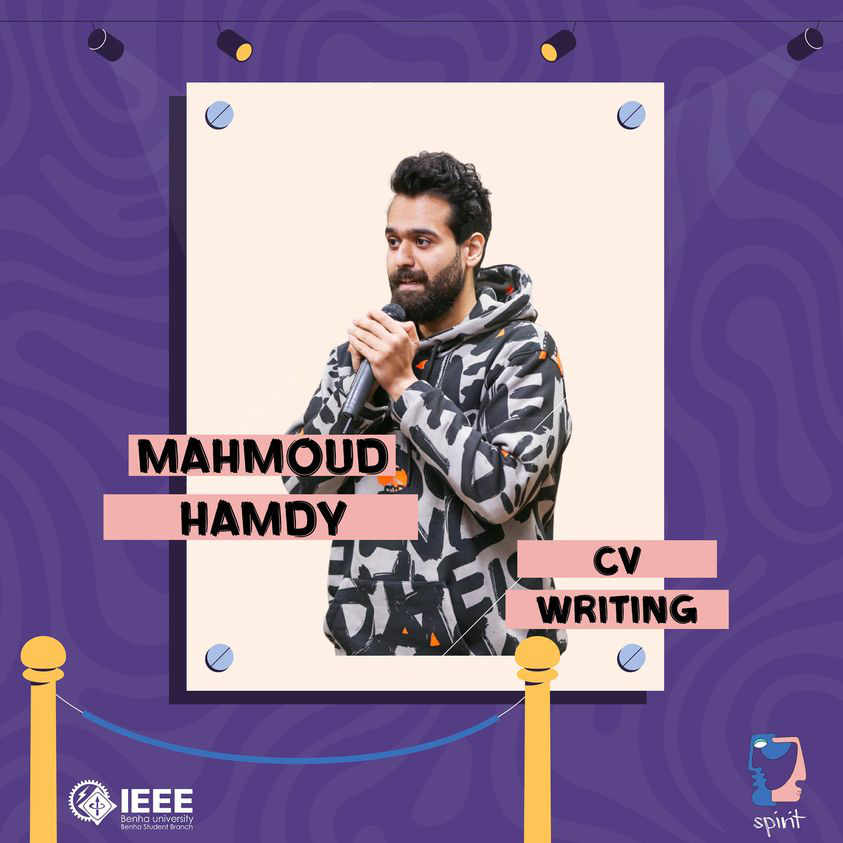 MAHMOUD
HAMDY
CV
WRITING
IEEE
Benha university
Benha Student Branch
spirit